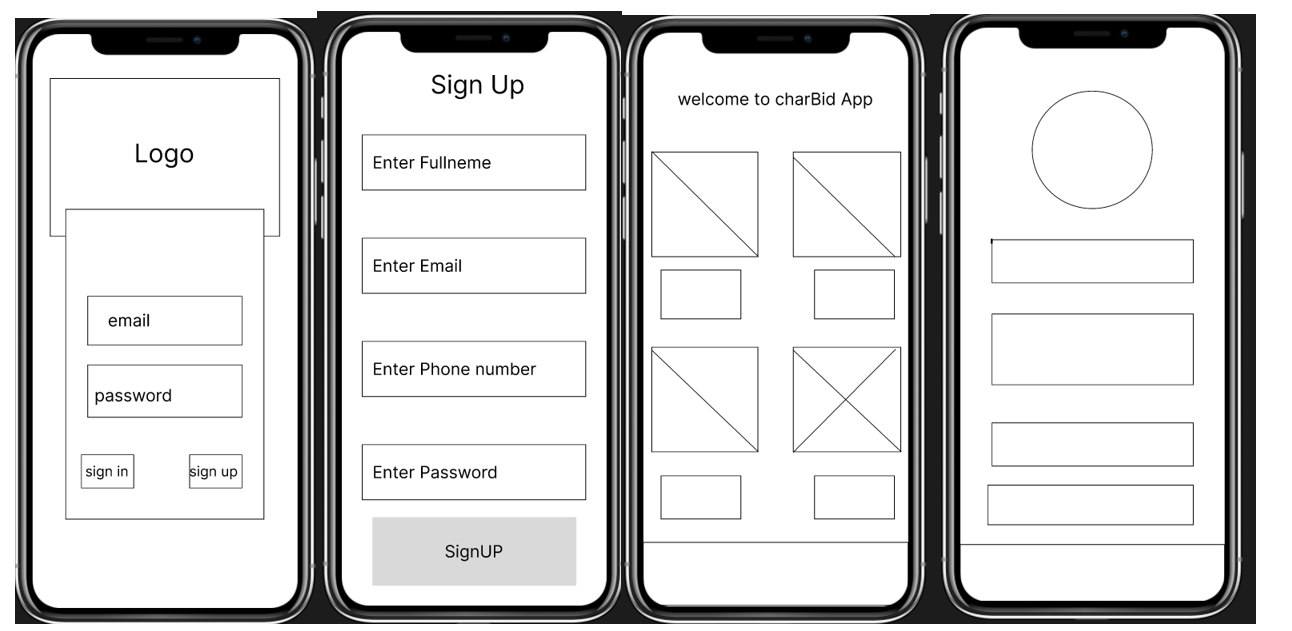 Logo
email
password
sign in
sign up
Sign Up
Enter Fullneme
Enter Email
Enter Phone number
Enter Password
SignUP
welcome to charBid App